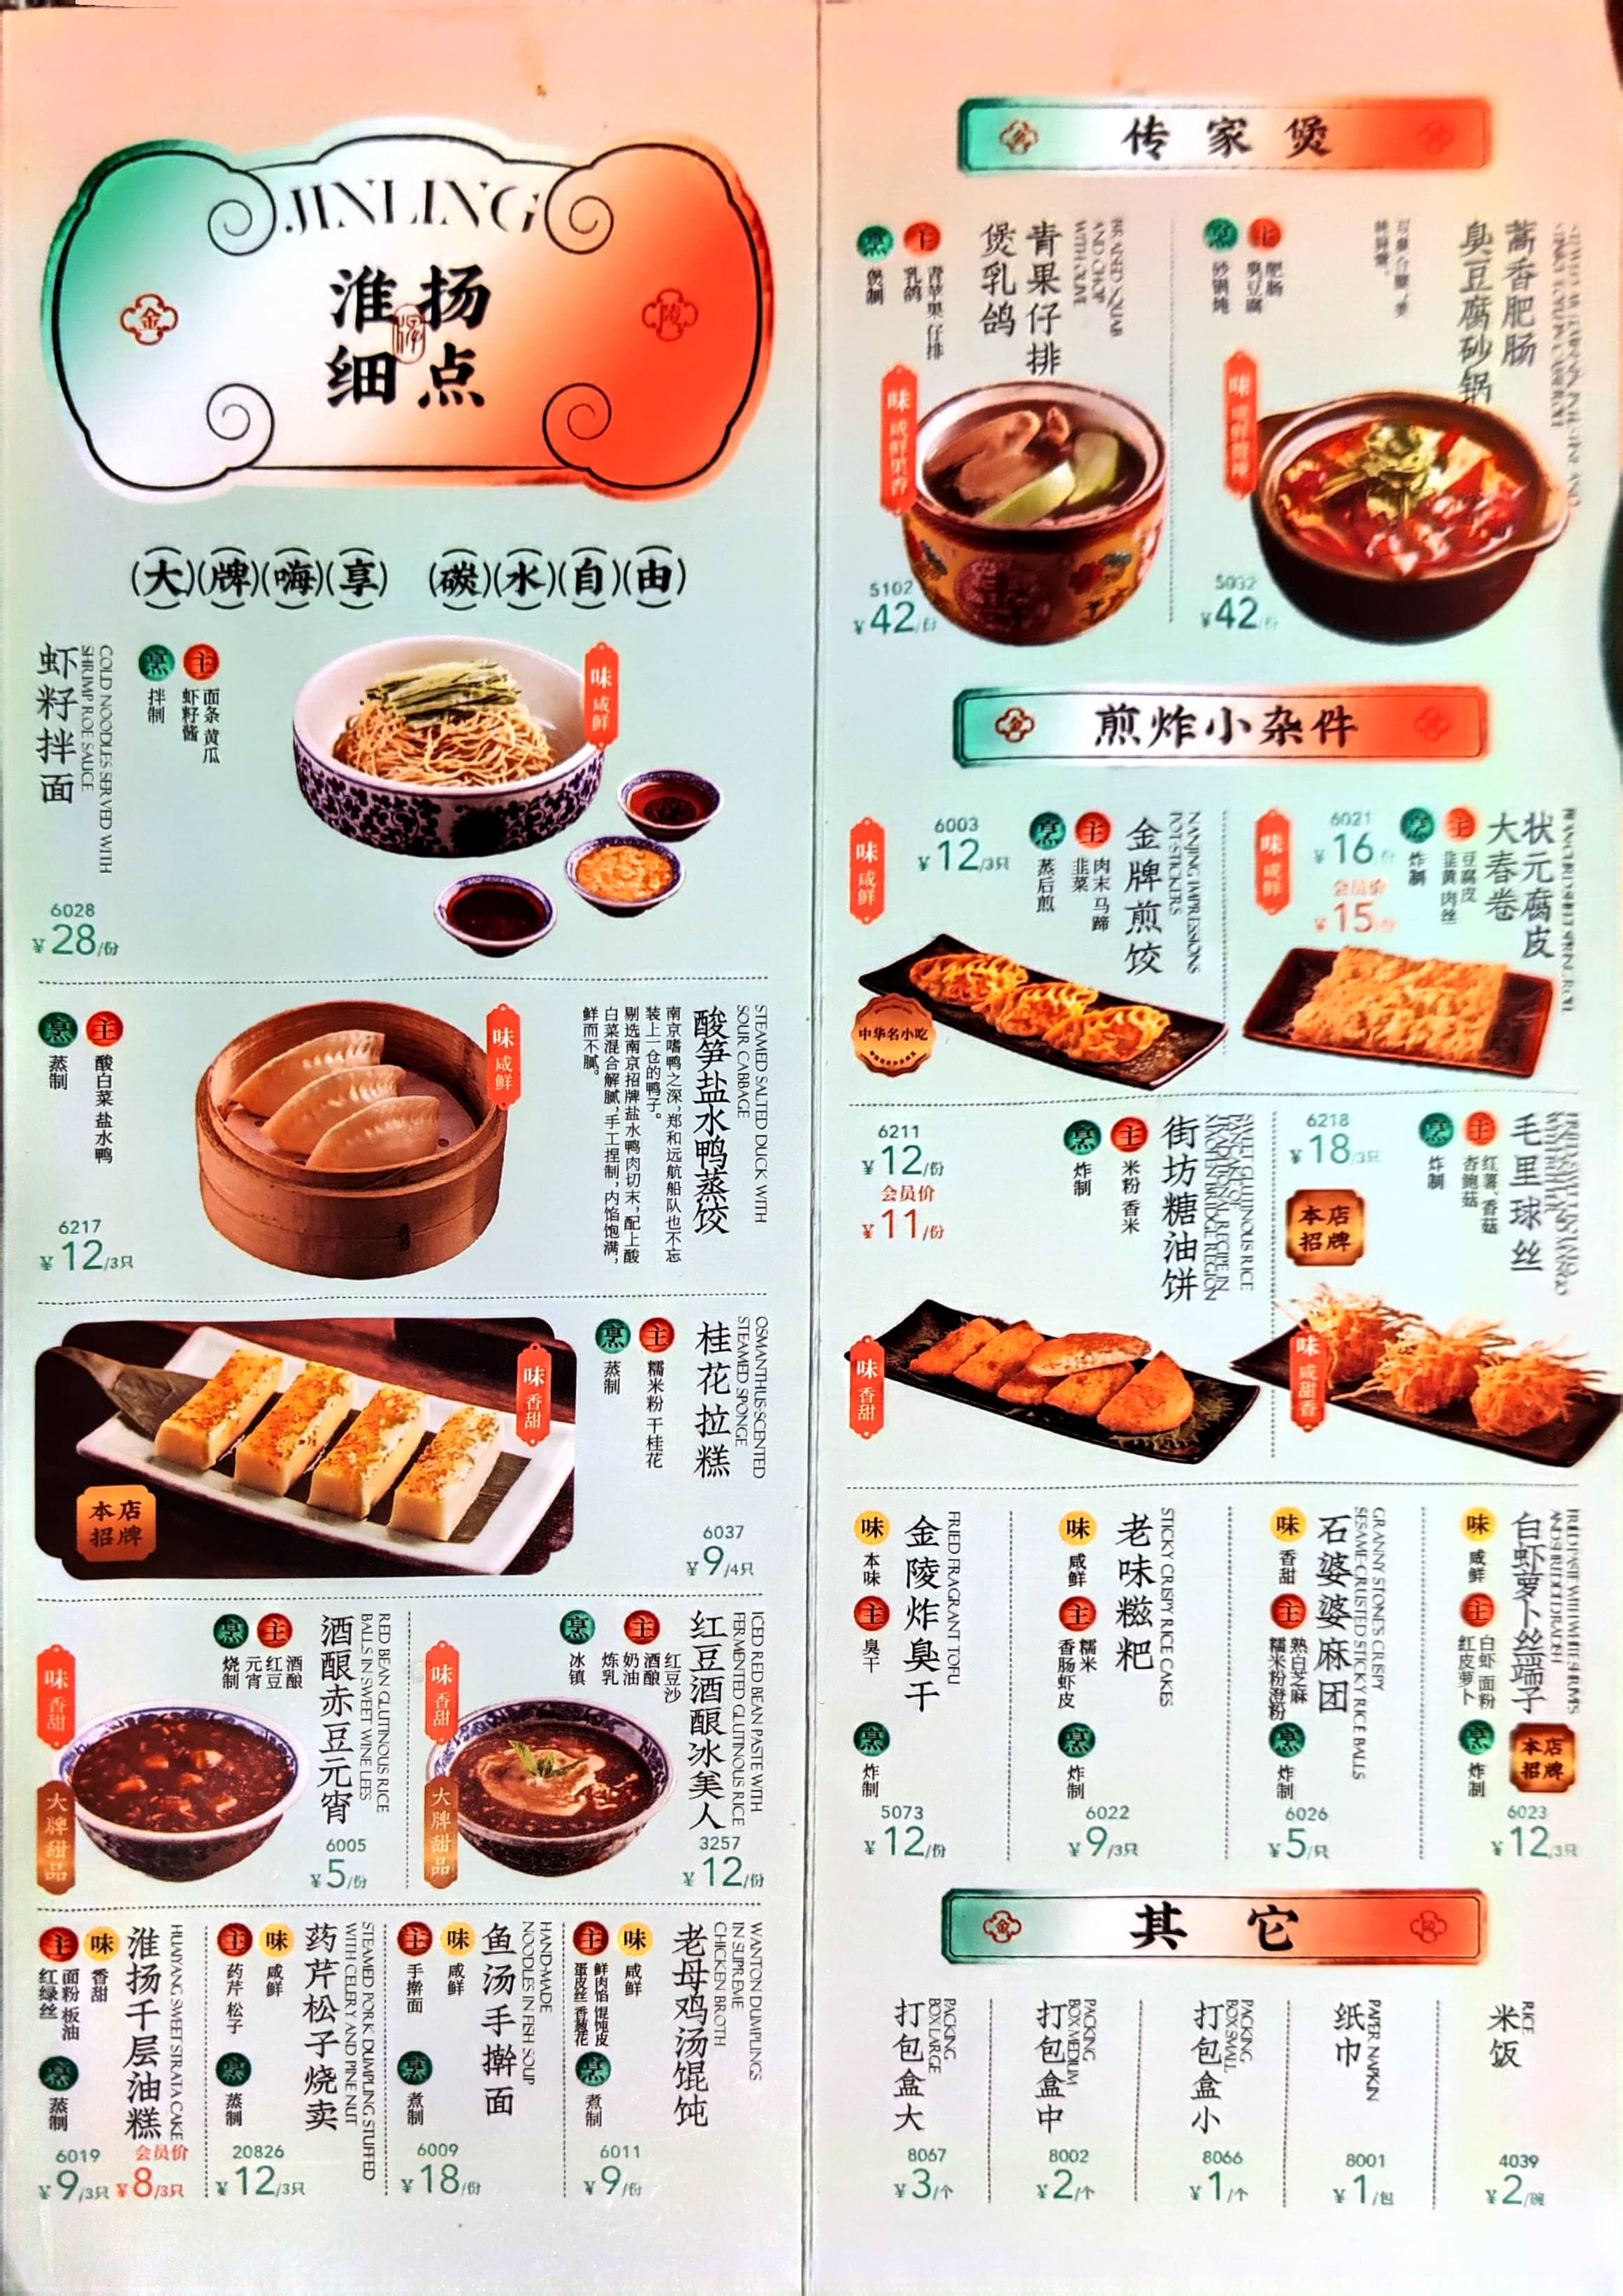 JINLING
淮扬
细点
金
陵
大牌嗨享 碳水自由
虾籽拌面
COLD NOODLES SERVED WITH
SHRIMP ROE SAUCE
烹
拌制
主
面条 黄瓜
虾籽酱
味 咸鲜
6028
¥28/份
烹
蒸制
主
酸白菜 盐水鸭
味 咸鲜
STEAMED SALTED DUCK WITH
SOUR CABBAGE
酸笋盐水鸭蒸饺
南京嗜鸭之深,郑和远航船队也不忘
装上一仓的鸭子。
剔选南京招牌盐水鸭肉切末,配上酸
白菜混合解腻,手工捏制,内馅饱满,
鲜而不腻。
6217
¥12/3只
味 香甜
本店
招牌
烹
蒸制
主
糯米粉 干桂花
OSMANTHUS-SCENTED
STEAMED SPONGE
桂花拉糕
6037
¥9/4只
味 香甜
大牌甜品
烹
烧制
主
酒酿
红豆
元宵
RED BEAN GLUTINOUS RICE
BALLS IN SWEET WINE LEES
酒酿赤豆元宵
6005
¥5/份
味 香甜
大牌甜品
烹
冰镇
主
红豆沙
酒酿
奶油
炼乳
ICED RED BEAN PASTE WITH
FERMENTED GLUTINOUS RICE
红豆酒酿冰美人
3257
¥12/份
主
面粉 板油
红绿丝
味
香甜
烹
蒸制
淮扬千层油糕
HUAIYANG SWEET STRATA CAKE
6019
¥9/3只
会员价
¥8/3只
主
药芹 松子
味
咸鲜
烹
蒸制
药芹松子烧卖
STEAMED PORK DUMPLING STUFFED
WITH CELERY AND PINE NUT
20826
¥12/3只
主
手擀面
味
咸鲜
烹
煮制
鱼汤手擀面
HAND-MADE
NOODLES IN FISH SOUP
6009
¥18/份
主
鲜肉馅 馄饨皮
蛋皮丝 香葱花
味
咸鲜
烹
煮制
老母鸡汤馄饨
WANTON DUMPLINGS
IN SUPREME
CHICKEN BROTH
6011
¥9/份
传家煲
烹
煲制
主
青苹果 仔排
乳鸽
青果仔排
煲乳鸽
味 咸鲜果香
5102
¥42/份
烹
砂锅炖
主
肥肠
臭豆腐
蒿香肥肠
臭豆腐砂锅
味
5032
¥42/份
煎炸小杂件
味 咸鲜
6003
¥12/3只
烹
蒸后煎
主
肉末 马蹄
韭菜
金牌煎饺
NANJING IMPRESSIONS
POT-STICKERS
中华名小吃
味 咸鲜
6021
¥16/份
会员价
¥15/份
烹
炸制
主
豆腐皮
韭黄 肉丝
状元腐皮
大春卷
6211
¥12/份
会员价
¥11/份
烹
炸制
主
米粉 香米
街坊糖油饼
味 香甜
6218
¥18/3只
本店
招牌
烹
炸制
主
红薯、香菇
杏鲍菇
毛里球丝
味 咸甜香
味
本味
主
臭干
烹
炸制
金陵炸臭干
FRIED FRAGRANT TOFU
5073
¥12/份
味
咸鲜
主
糯米
香肠虾皮
烹
炸制
老味糍粑
STICKY CRISPY RICE CAKES
6022
¥9/3只
味
香甜
主
熟白芝麻
糯米粉澄粉
烹
炸制
石婆婆麻团
GRANNY STONE'S CRISPY
SESAME-CRUSTED STICKY RICE BALLS
6026
¥5/只
味
咸鲜
主
白虾 面粉
红皮萝卜
烹
炸制
白虾萝卜丝端子
本店
招牌
6023
¥12/3只
其它
打包盒大
PACKING
BOX LARGE
8067
¥3/个
打包盒中
PACKING
BOX MEDIUM
8002
¥2/个
打包盒小
PACKING
BOX SMALL
8066
¥1/个
纸巾
PAPER NAPKIN
8001
¥1/包
米饭
RICE
4039
¥2/碗